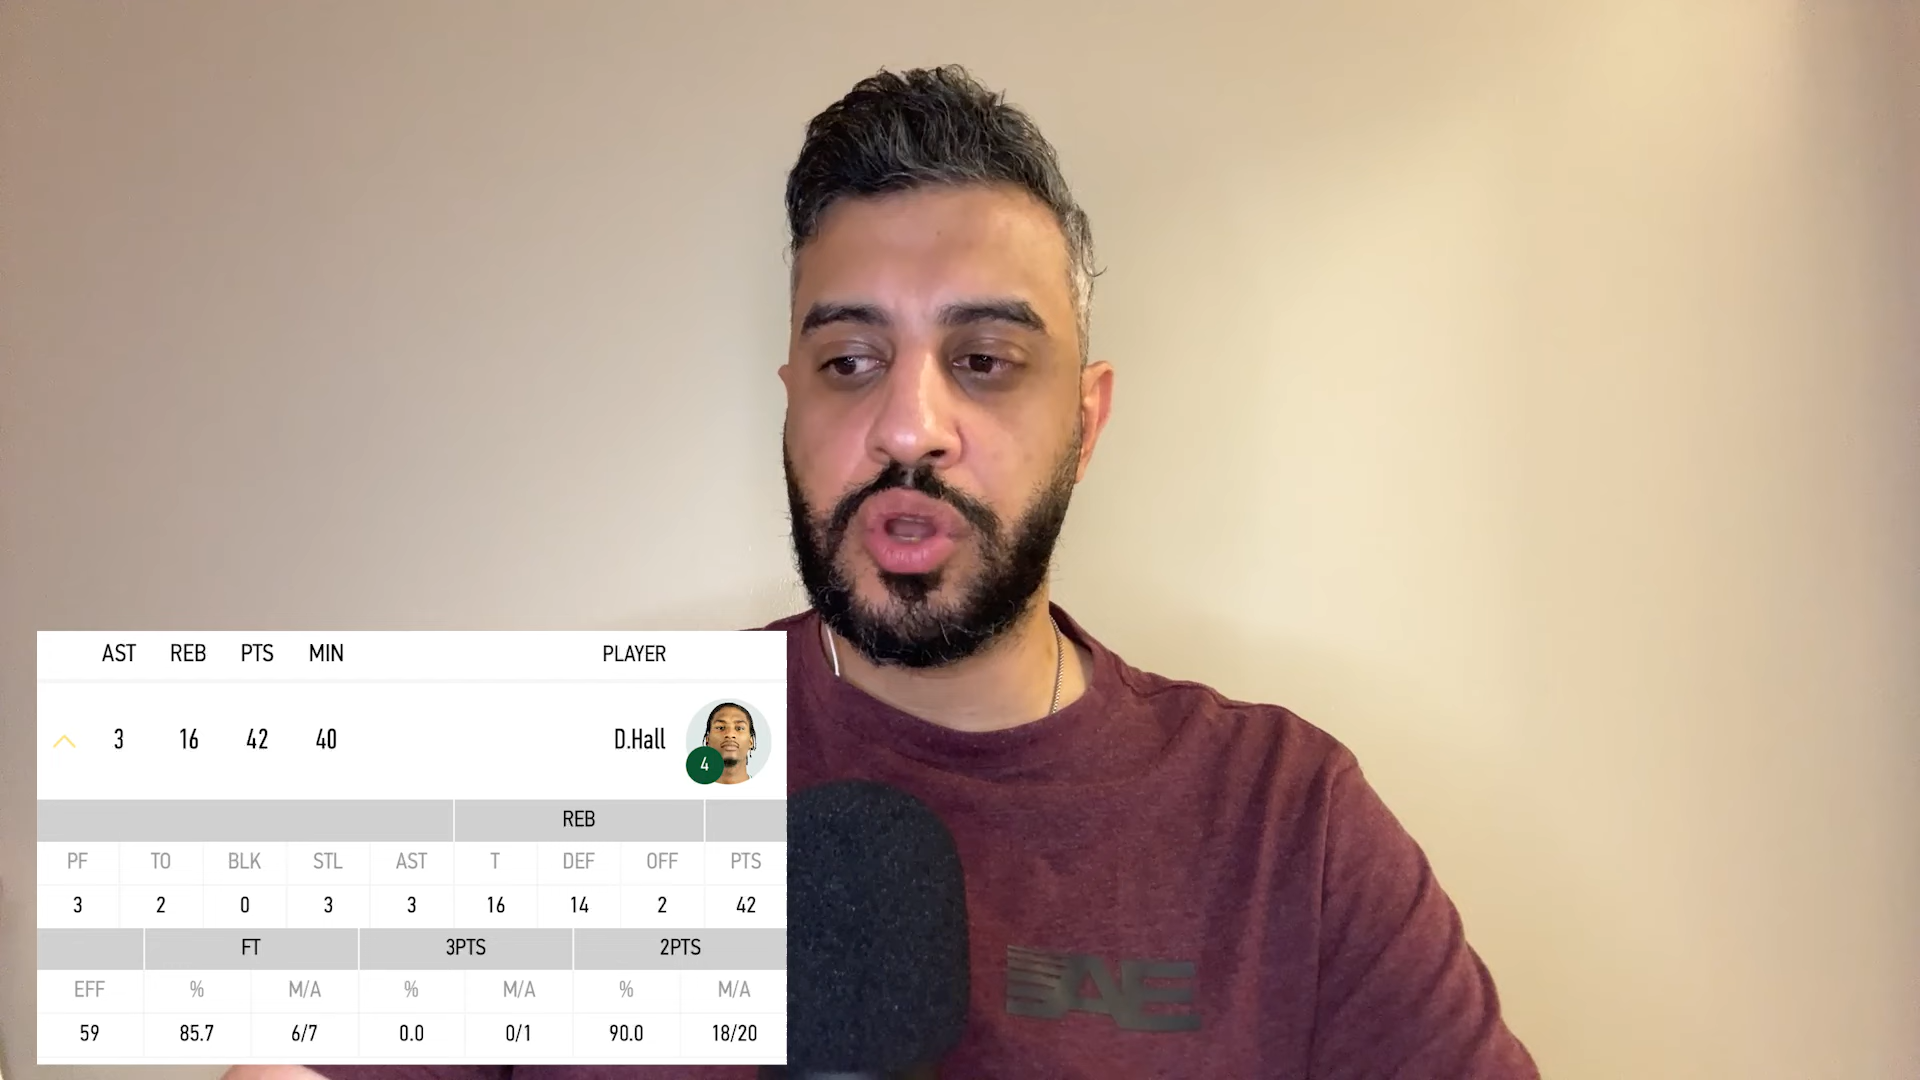 AST REB PTS MIN PLAYER
3 16 42 40 D.Hall
4
REB
PF TO BLK STL AST T DEF OFF PTS
3 2 0 3 3 16 14 2 42
FT 3PTS 2PTS
EFF % M/A % M/A % M/A
59 85.7 6/7 0.0 0/1 90.0 18/20
SAE